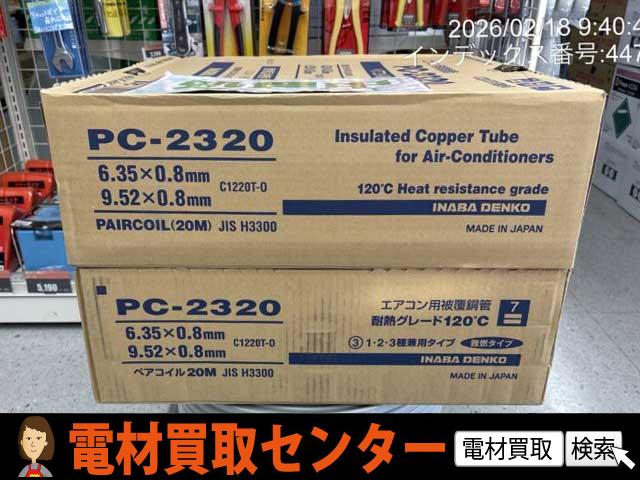 2026/02/18 9:40:4
インデックス番号:447
PC-2320
6.35×0.8mm
9.52×0.8mm C1220T-O
PAIRCOIL(20M) JIS H3300
Insulated Copper Tube
for Air-Conditioners
120℃ Heat resistance grade
INABA DENKO
MADE IN JAPAN
5,190
PC-2320
6.35×0.8mm
9.52×0.8mm C1220T-O
ペアコイル20M JIS H3300
エアコン用被覆銅管
耐熱グレード120℃
7
③1・2・3種兼用タイプ 難燃タイプ
INABA DENKO
MADE IN JAPAN
電材買取センター
電材買取 検索